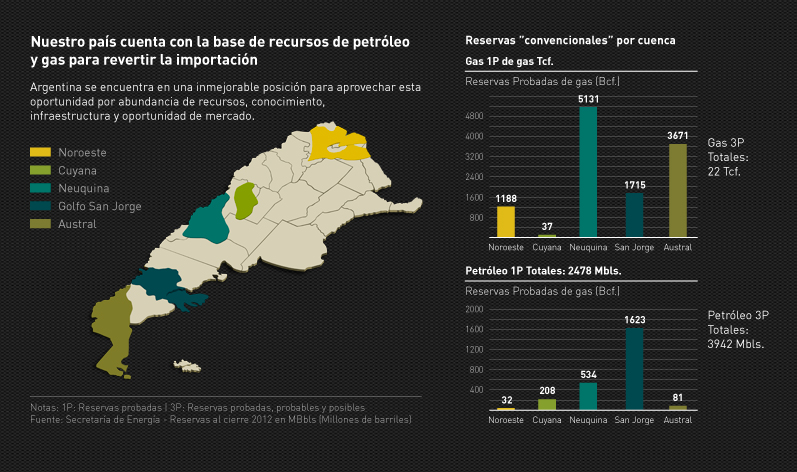 Nuestro país cuenta con la base de recursos de petróleo
y gas para revertir la importación
Argentina se encuentra en una inmejorable posición para aprovechar esta
oportunidad por abundancia de recursos, conocimiento,
infraestructura y oportunidad de mercado.
Noroeste
Cuyana
Neuquina
Golfo San Jorge
Austral
Notas: 1P: Reservas probadas | 3P: Reservas probadas, probables y posibles
Fuente: Secretaría de Energía - Reservas al cierre 2012 en MBbls (Millones de barriles)
Reservas "convencionales" por cuenca
Gas 1P de gas Tcf.
Reservas Probadas de gas (Bcf.)
4800
4000
3200
2400
1600
800
1188
37
5131
1715
3671
Noroeste
Cuyana
Neuquina
San Jorge
Austral
Gas 3P
Totales:
22 Tcf.
Petróleo 1P Totales: 2478 Mbls.
Reservas Probadas de gas (Bcf.)
2000
1600
1200
800
400
32
208
534
1623
81
Noroeste
Cuyana
Neuquina
San Jorge
Austral
Petróleo 3P
Totales:
3942 Mbls.